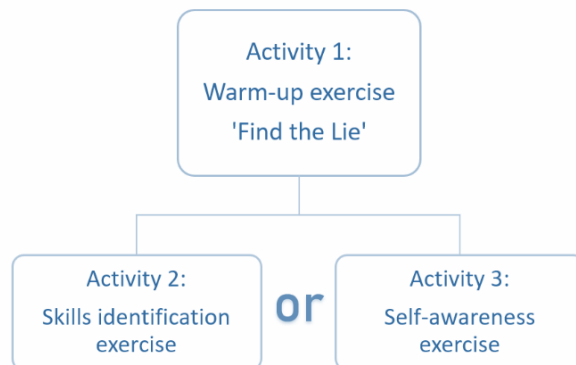 Activity 1:
Warm-up exercise
'Find the Lie'
Activity 2:
Skills identification
exercise
or
Activity 3:
Self-awareness
exercise